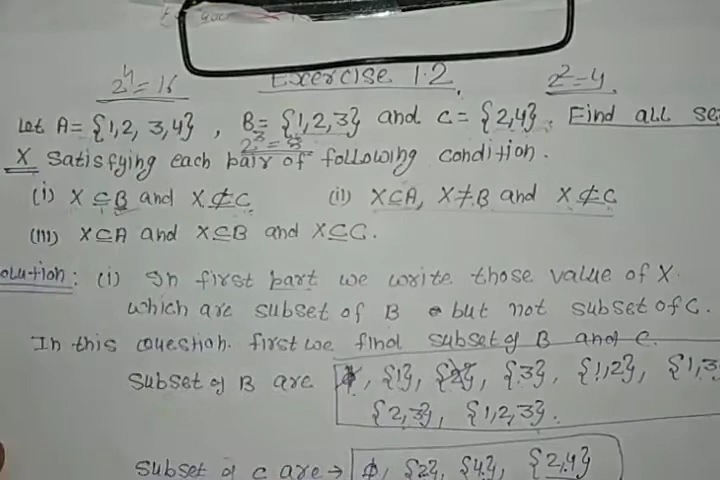 2⁴ = 16 Excercise 1.2. 2² = 4.
Let A = {1,2, 3,4} , B = {1,2,3} and C = {2,4}. Find all se
2³ = 8
X satisfying each pair of following condition.
(i) X ⊆ B and X ⊄ C (ii) X ⊂ A, X ≠ B and X ⊄ C
(iii) X ⊂ A and X ⊆ B and X ⊆ C.
olution : (i) In first part we write those value of X.
which are subset of B but not subset of C.
In this question. first we find subset of B and C.
subset of B are ϕ, {1}, {2}, {3}, {1,2}, {1,3
{2,3}, {1,2,3}.
subset of C are → ϕ, {2}, {4}, {2,4}